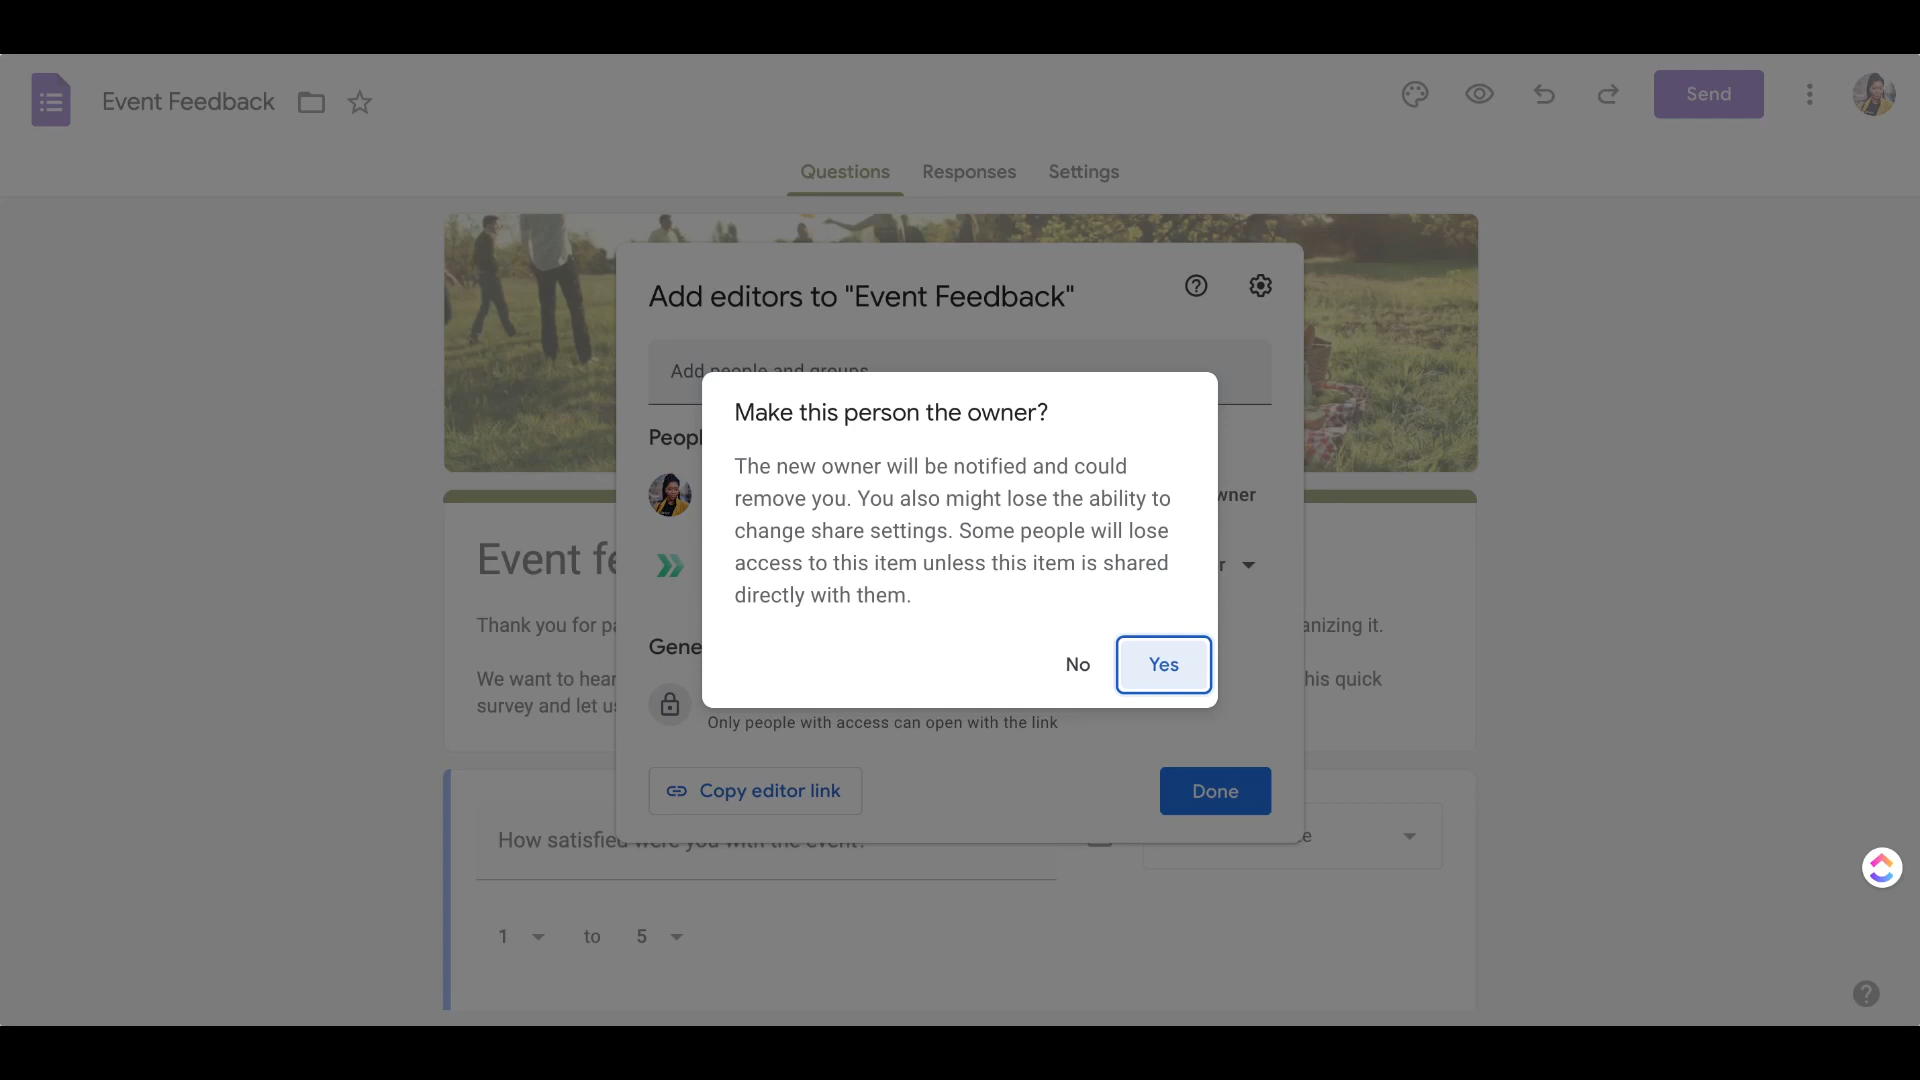 Event Feedback
Send
Questions Responses Settings
Add editors to "Event Feedback"
Add people and groups
Make this person the owner?
The new owner will be notified and could
remove you. You also might lose the ability to
change share settings. Some people will lose
access to this item unless this item is shared
directly with them.
No Yes
Only people with access can open with the link
Copy editor link
Done
Event
Thank you for
anizing it.
We want to hear
his quick
survey and let
How satisfied were you with the event?
1 to 5